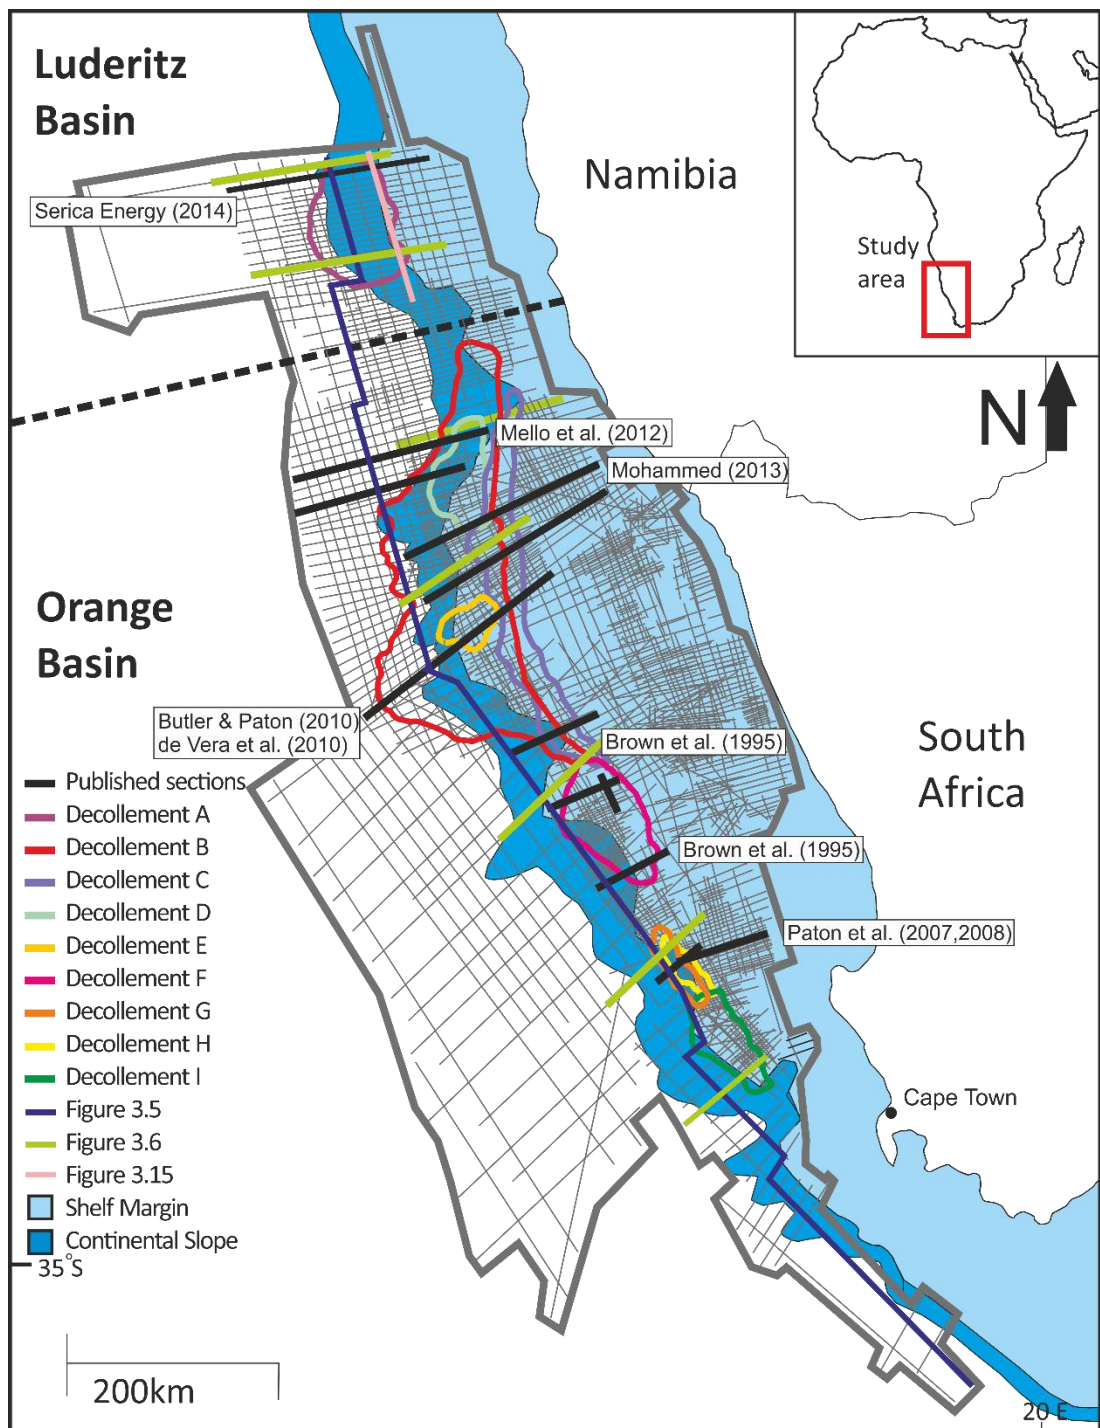 Luderitz
Basin
Namibia
Serica Energy (2014)
Study
area
N
Mello et al. (2012)
Mohammed (2013)
Orange
Basin
Butler & Paton (2010)
de Vera et al. (2010)
Brown et al. (1995)
South
Africa
Brown et al. (1995)
Paton et al. (2007,2008)
Published sections
Decollement A
Decollement B
Decollement C
Decollement D
Decollement E
Decollement F
Decollement G
Decollement H
Decollement I
Figure 3.5
Figure 3.6
Figure 3.15
Shelf Margin
Continental Slope
Cape Town
35°S
200km
20 E